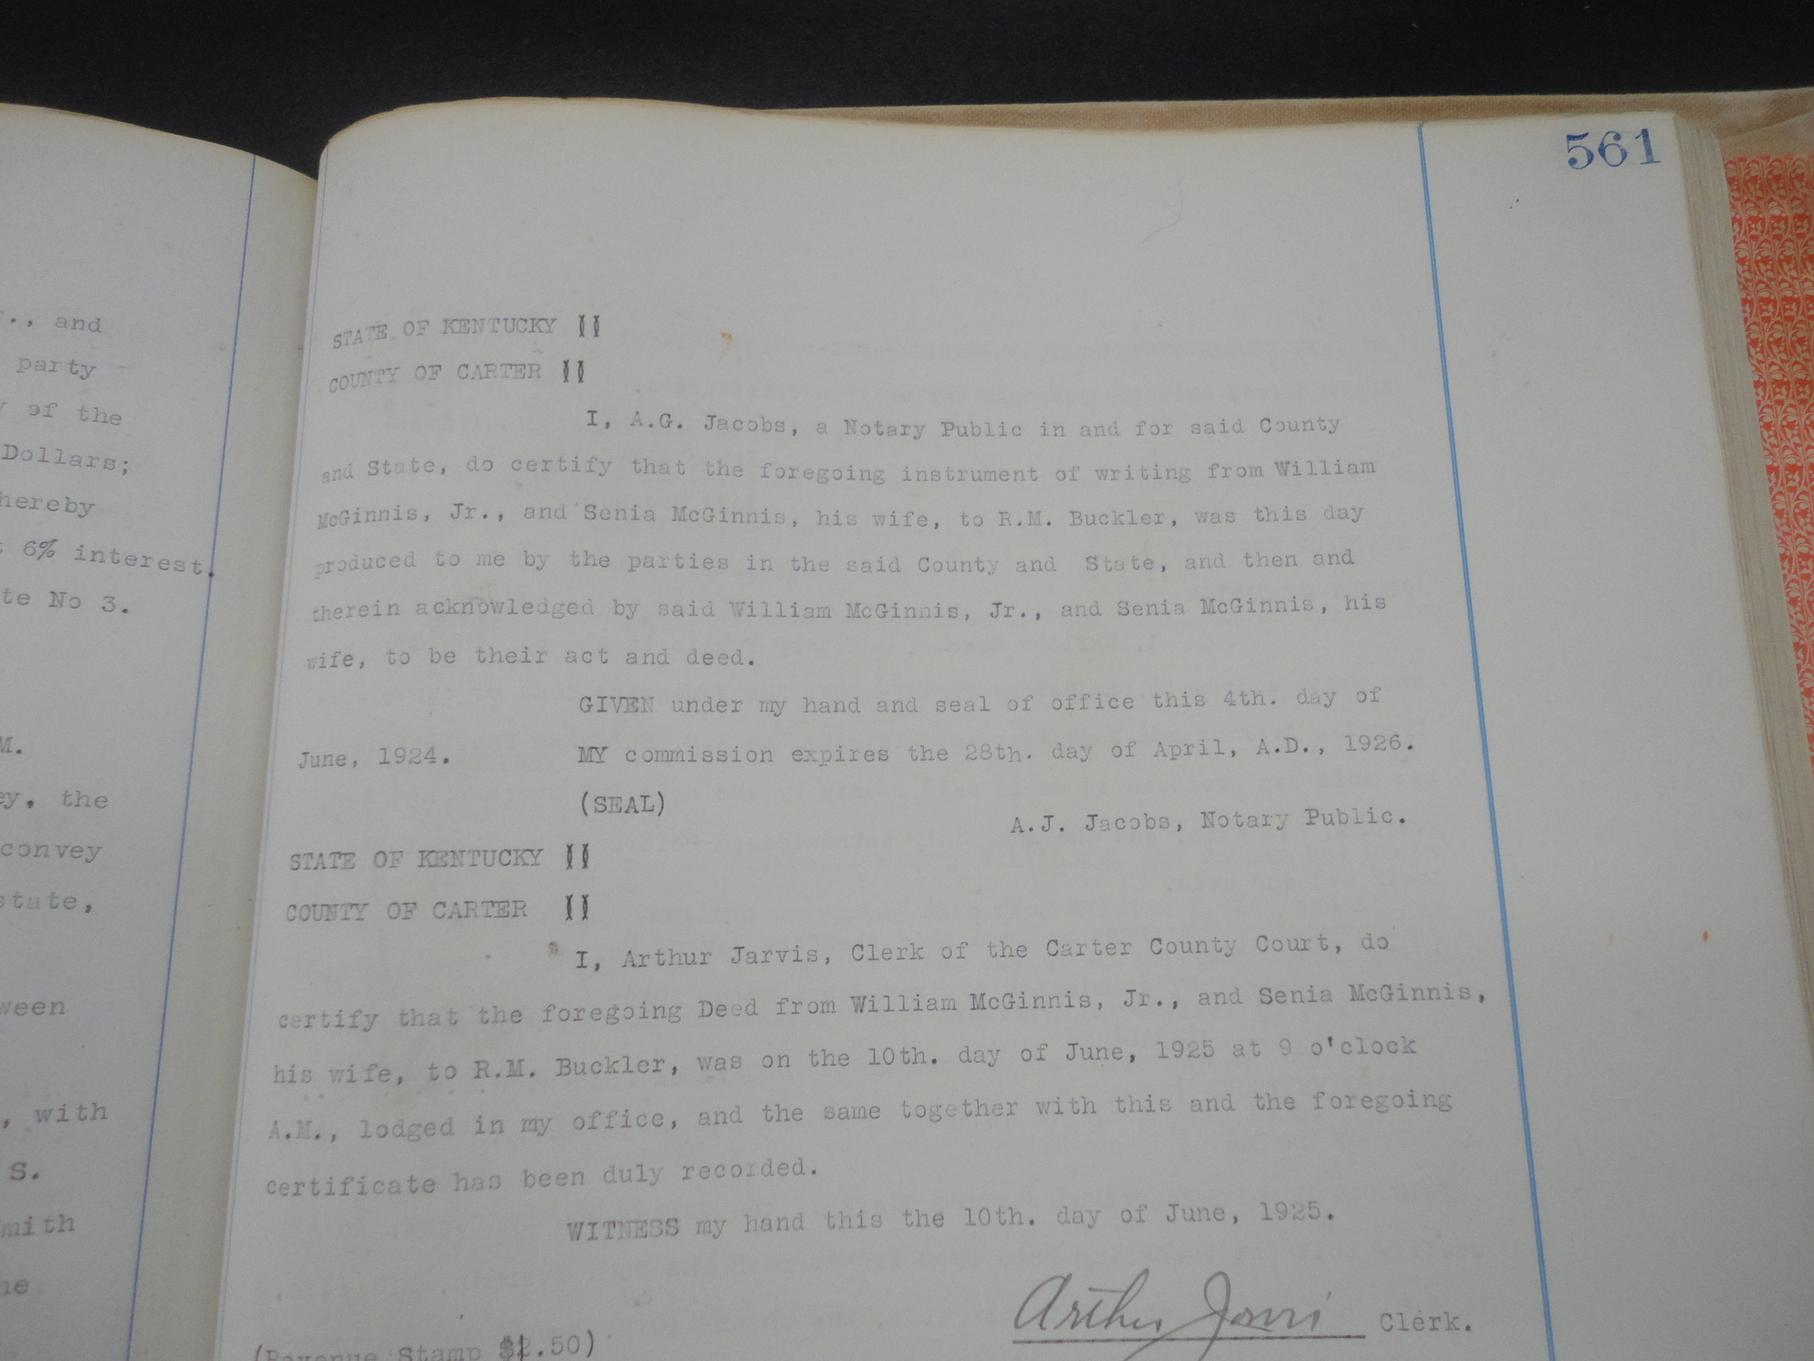 ., and
party
of the
Dollars;
hereby
6% interest.
te No 3.
M.
ey, the
convey
state,
ween
, with
S.
mith
he
561
STATE OF KENTUCKY
COUNTY OF CARTER
I, A.G. Jacobs, a Notary Public in and for said County
and State, do certify that the foregoing instrument of writing from William
McGinnis, Jr., and Senia McGinnis, his wife, to R.M. Buckler, was this day
produced to me by the parties in the said County and State, and then and
therein acknowledged by said William McGinnis, Jr., and Senia McGinnis, his
wife, to be their act and deed.
GIVEN under my hand and seal of office this 4th. day of
June, 1924. MY commission expires the 28th. day of April, A.D., 1926.
(SEAL)
A.J. Jacobs, Notary Public.
STATE OF KENTUCKY
COUNTY OF CARTER
I, Arthur Jarvis, Clerk of the Carter County Court, do
certify that the foregoing Deed from William McGinnis, Jr., and Senia McGinnis,
his wife, to R.M. Buckler, was on the 10th. day of June, 1925 at 9 o'clock
A.M., lodged in my office, and the same together with this and the foregoing
certificate has been duly recorded.
WITNESS my hand this the 10th. day of June, 1925.
Arthur Jarvis Clerk.
(Revenue Stamp .50)